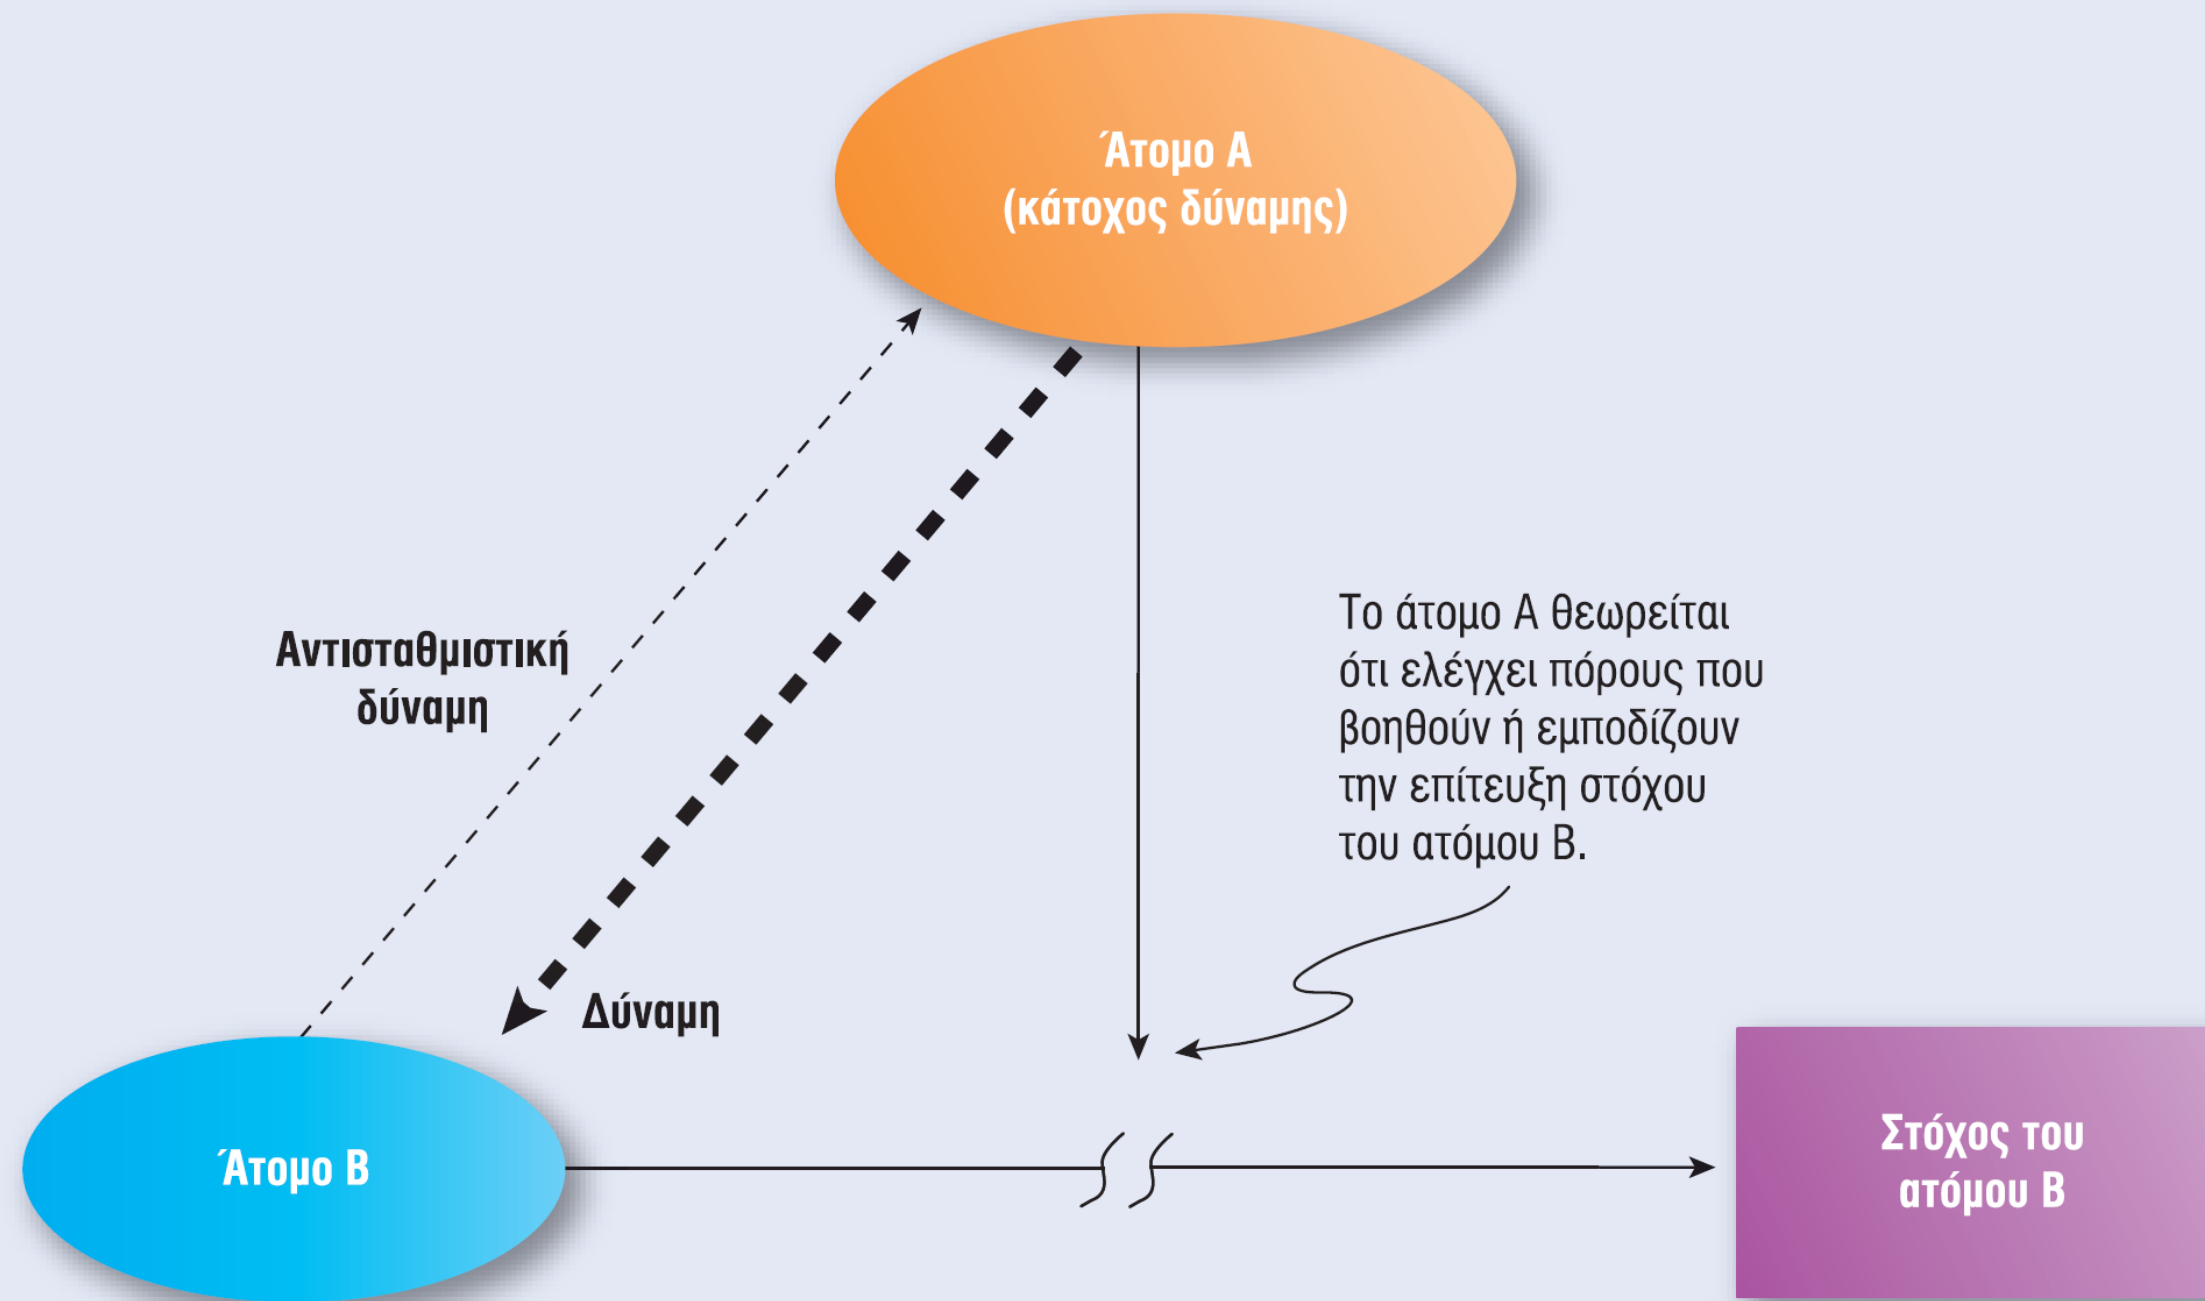 Άτομο Α
(κάτοχος δύναμης)
Αντισταθμιστική
δύναμη
Το άτομο Α θεωρείται
ότι ελέγχει πόρους που
βοηθούν ή εμποδίζουν
την επίτευξη στόχου
του ατόμου Β.
Δύναμη
Άτομο Β
Στόχος του
ατόμου Β